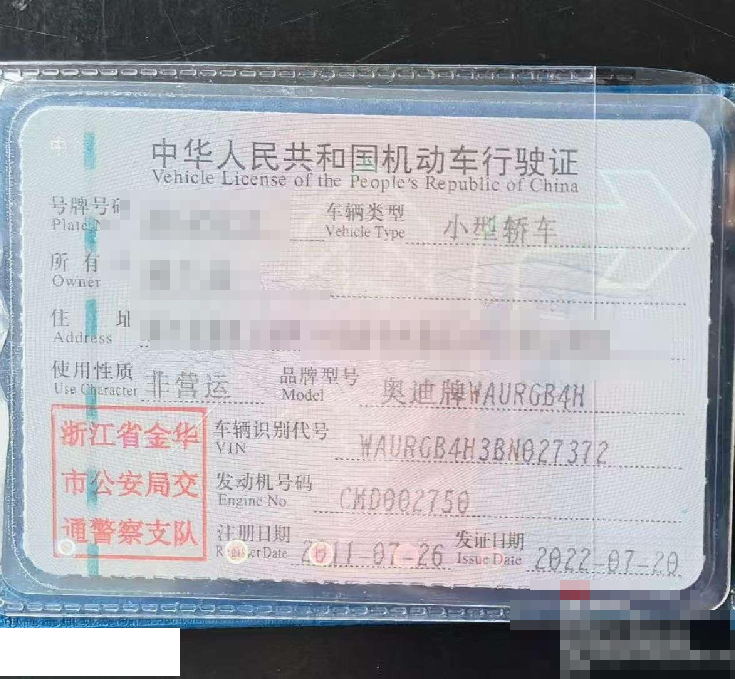 中华人民共和国机动车行驶证
Vehicle License of the People's Republic of China
号牌号码
Plate N
车辆类型
Vehicle Type
小型轿车
所有
Owner
住址
Address
使用性质
Use Character
非营运
品牌型号
Model
奥迪牌WAURGB4H
浙江省金华
市公安局交
通警察支队
车辆识别代号
VIN
WAURGB4H3BN027372
发动机号码
Engine No
CMD002750
注册日期
Register Date
2011-07-26
发证日期
Issue Date
2022-07-20